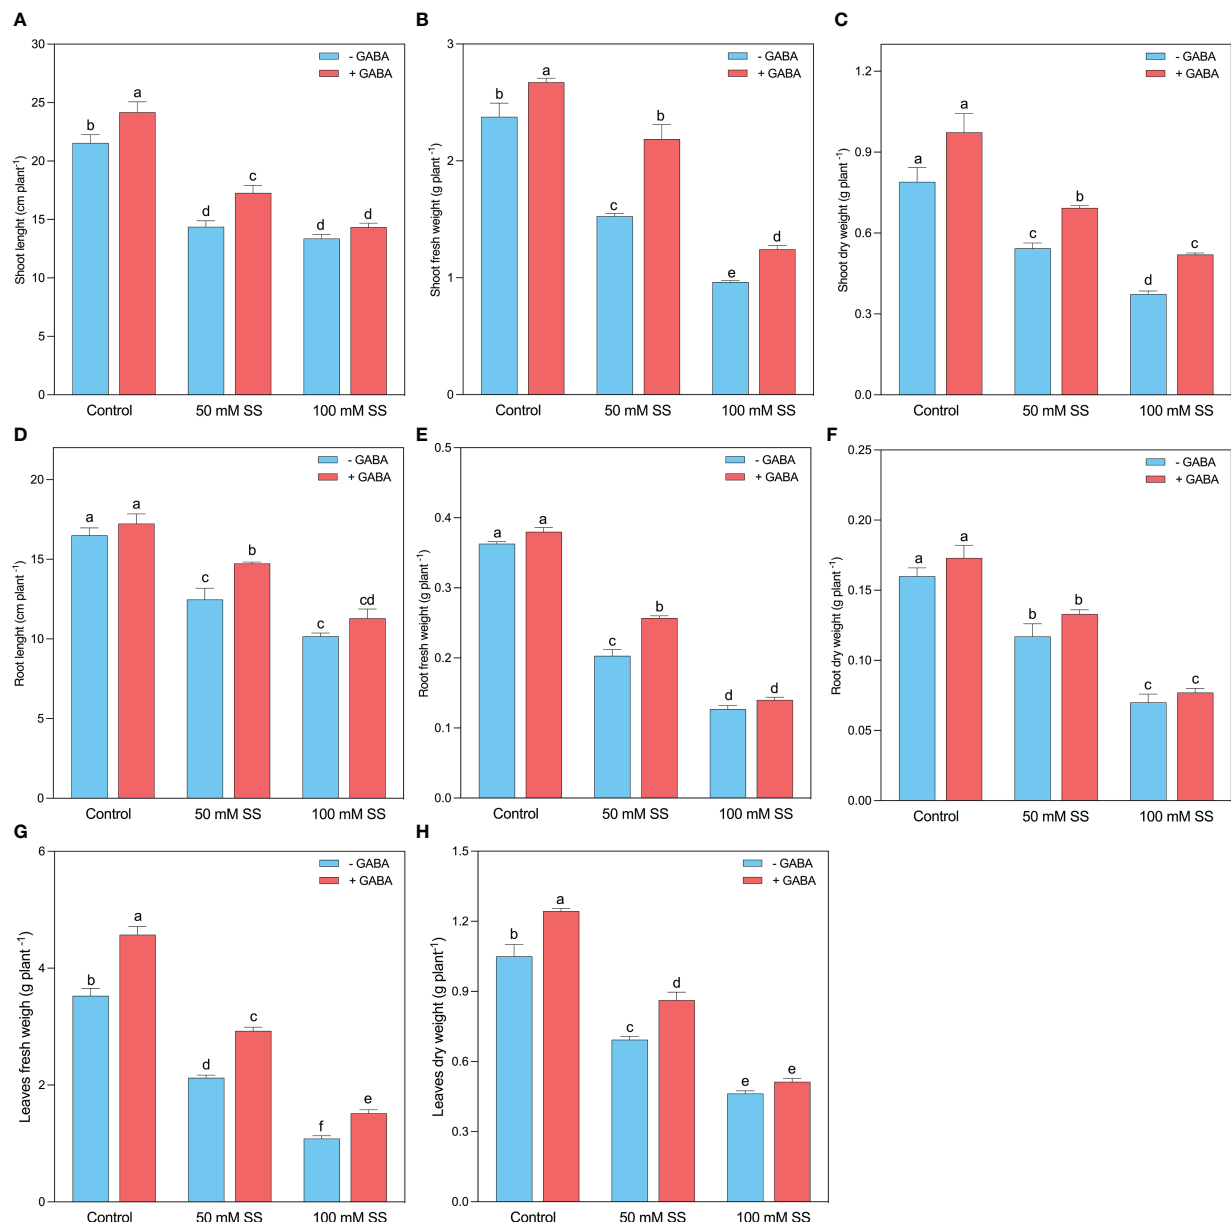 A
Shoot lenght (cm plant-1)
30
25
20
15
10
5
0
- GABA
+ GABA
b
a
d
c
d
d
Control
50 mM SS
100 mM SS
B
Shoot fresh weight (g plant -1)
3
2
1
0
- GABA
+ GABA
b
a
c
b
e
d
Control
50 mM SS
100 mM SS
C
Shoot dry weight (g plant-1)
1.2
0.9
0.6
0.3
0.0
- GABA
+ GABA
a
a
c
b
d
c
Control
50 mM SS
100 mM SS
D
Root lenght (cm plant-1)
20
15
10
5
0
- GABA
+ GABA
a
a
c
b
c
cd
Control
50 mM SS
100 mM SS
E
Root fresh weight (g plant -1)
0.5
0.4
0.3
0.2
0.1
0.0
- GABA
+ GABA
a
a
c
b
d
d
Control
50 mM SS
100 mM SS
F
Root dry weight (g plant -1)
0.25
0.20
0.15
0.10
0.05
0.00
- GABA
+ GABA
a
a
b
b
c
c
Control
50 mM SS
100 mM SS
G
Leaves fresh weigh (g plant -1)
6
4
2
0
- GABA
+ GABA
b
a
d
c
f
e
Control
50 mM SS
100 mM SS
H
Leaves dry weight (g plant-1)
1.5
1.2
0.9
0.6
0.3
0.0
- GABA
+ GABA
b
a
c
d
e
e
Control
50 mM SS
100 mM SS